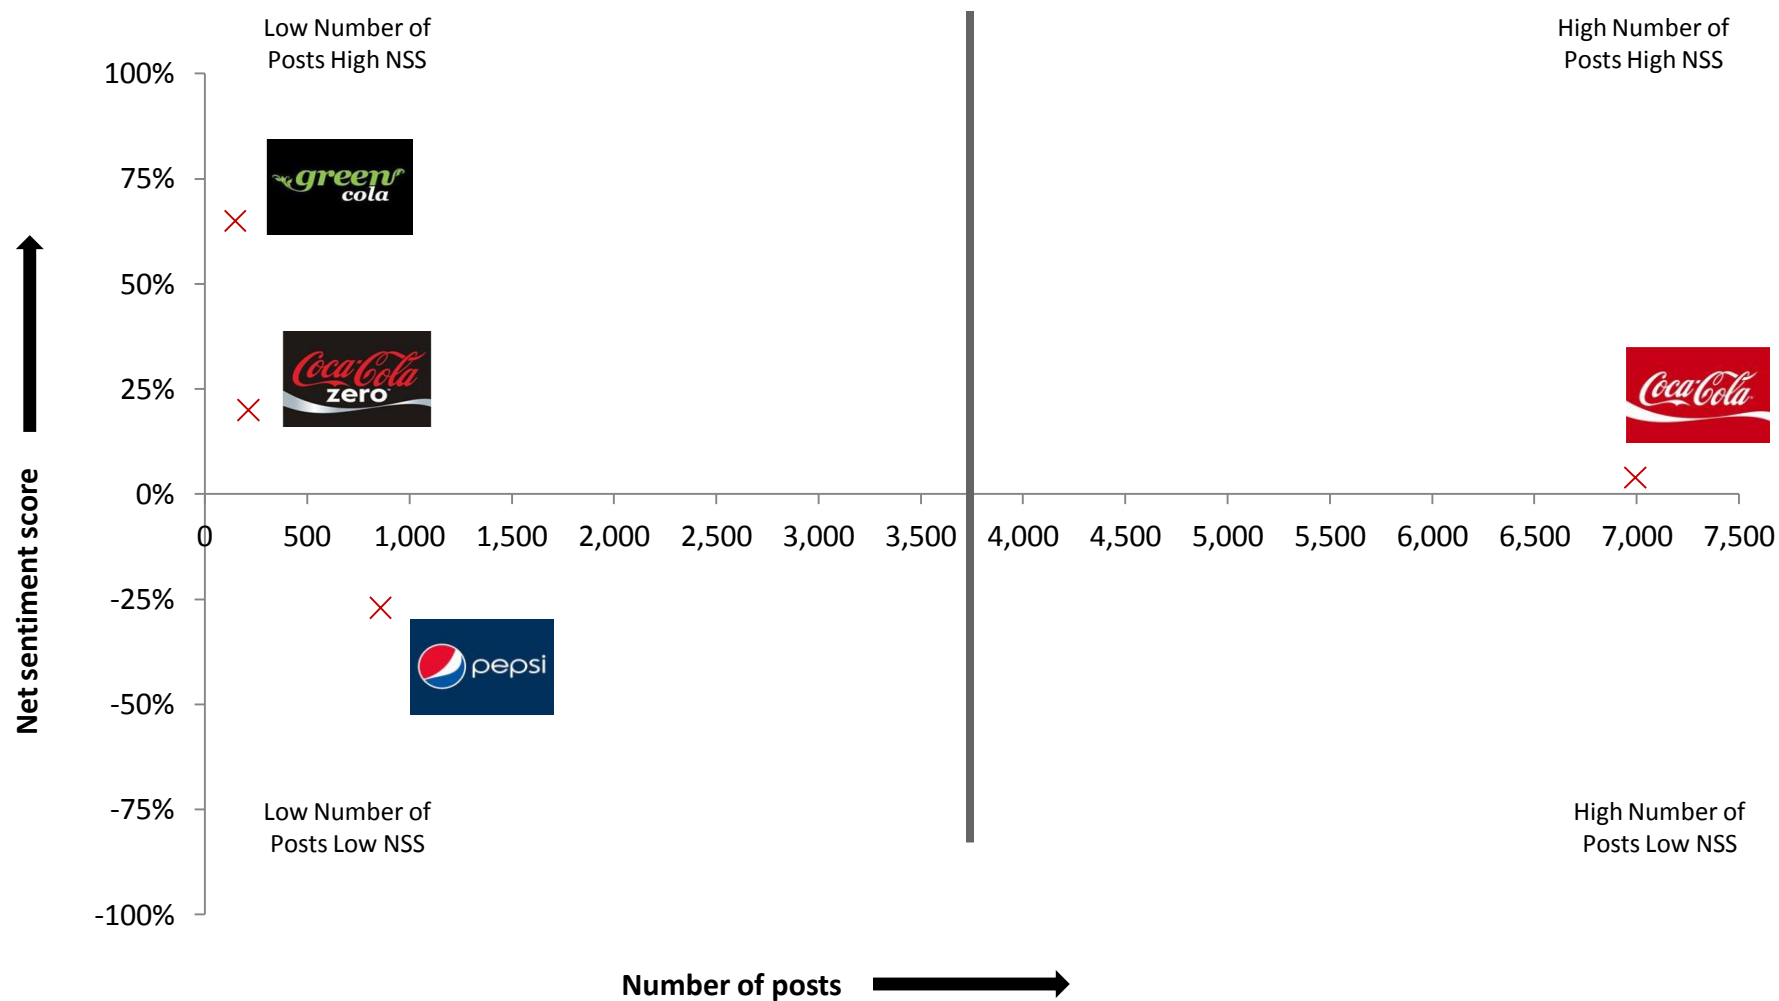 Low Number of
Posts High NSS
High Number of
Posts High NSS
100%
75%
50%
25%
0%
-25%
-50%
-75%
-100%
green
cola
Coca-Cola
zero
Coca-Cola
0 500 1,000 1,500 2,000 2,500 3,000 3,500 4,000 4,500 5,000 5,500 6,000 6,500 7,000 7,500
pepsi
Net sentiment score
Low Number of
Posts Low NSS
High Number of
Posts Low NSS
Number of posts